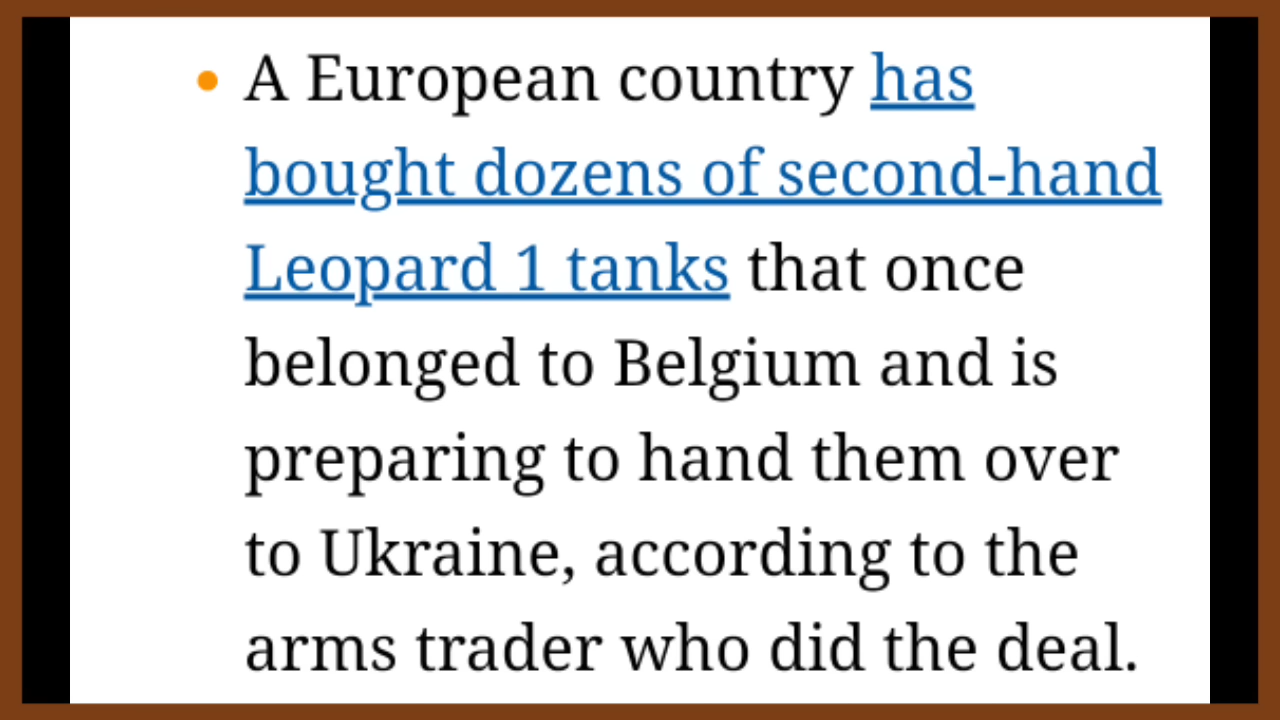 • A European country has
bought dozens of second-hand
Leopard 1 tanks that once
belonged to Belgium and is
preparing to hand them over
to Ukraine, according to the
arms trader who did the deal.